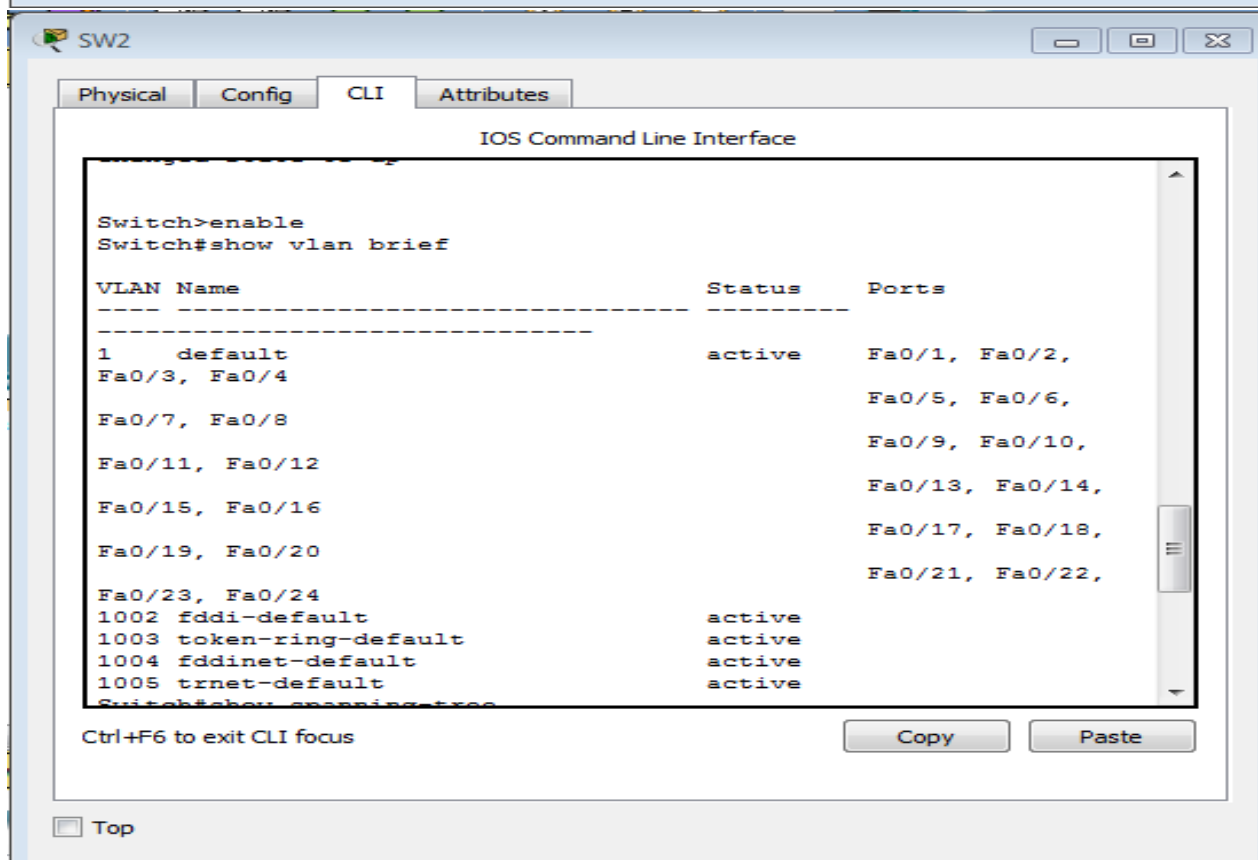 SW2
Physical Config CLI Attributes
IOS Command Line Interface
Switch>enable
Switch#show vlan brief
VLAN Name Status Ports
---- -------------------------------- ---------
-------------------------------
1 default active Fa0/1, Fa0/2,
Fa0/3, Fa0/4
Fa0/5, Fa0/6,
Fa0/7, Fa0/8
Fa0/9, Fa0/10,
Fa0/11, Fa0/12
Fa0/13, Fa0/14,
Fa0/15, Fa0/16
Fa0/17, Fa0/18,
Fa0/19, Fa0/20
Fa0/21, Fa0/22,
Fa0/23, Fa0/24
1002 fddi-default active
1003 token-ring-default active
1004 fddinet-default active
1005 trnet-default active
Switch#show spanning-tree
Ctrl+F6 to exit CLI focus
Copy Paste
Top